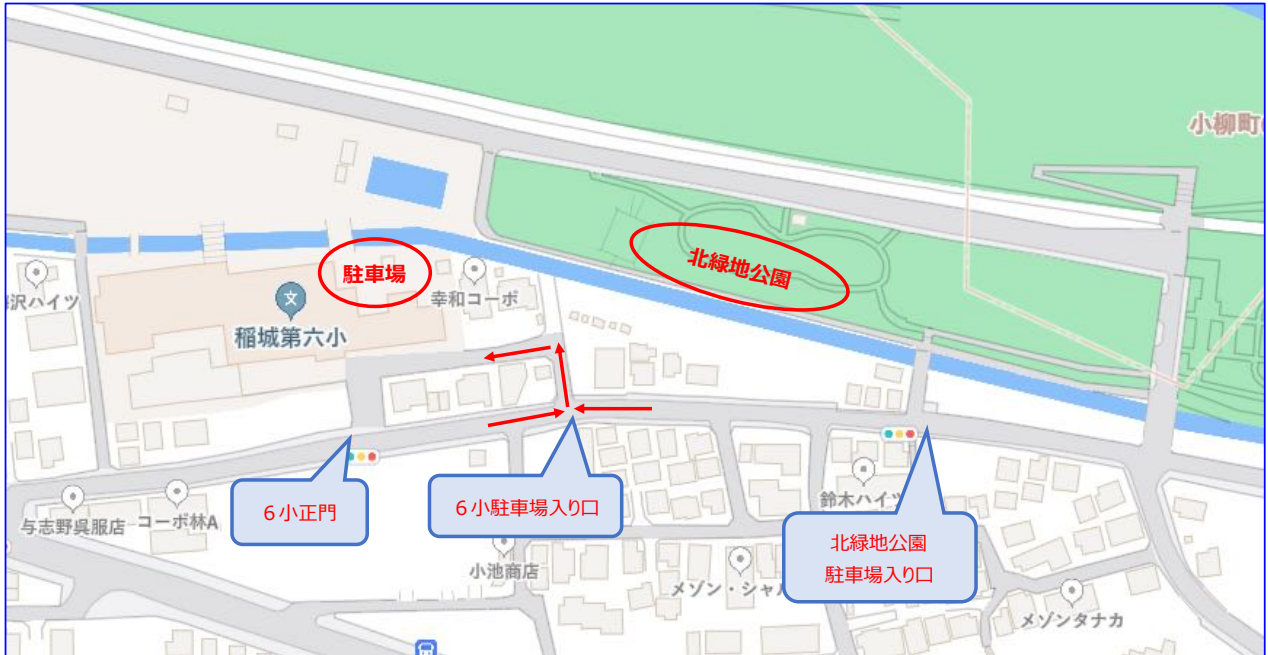 小柳町
駐車場
北緑地公園
沢ハイツ
文
幸和コーポ
稲城第六小
6小正門
6小駐車場入り口
鈴木ハイツ
与志野呉服店
コーポ林A
北緑地公園
駐車場入り口
小池商店
メゾン・シャ
メゾンタナカ